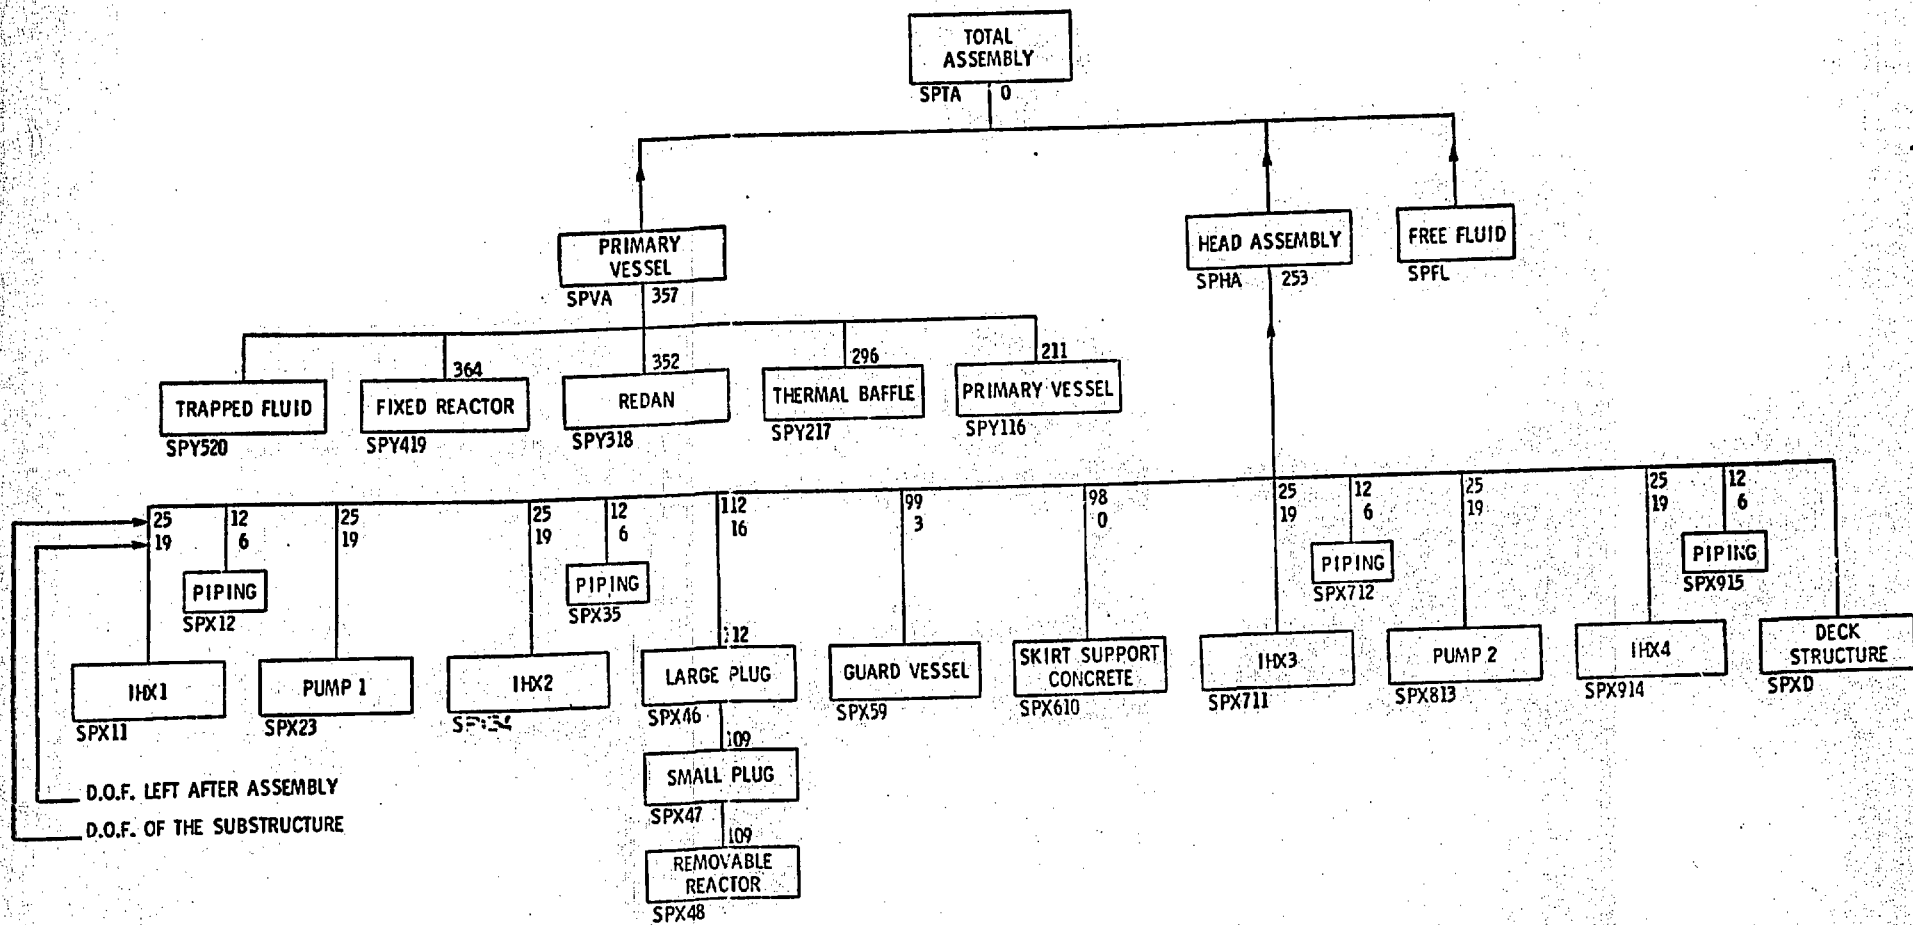 TOTAL
ASSEMBLY
SPTA 0
PRIMARY
VESSEL
SPVA 357
HEAD ASSEMBLY
SPHA 253
FREE FLUID
SPFL
TRAPPED FLUID
SPY520
364
FIXED REACTOR
SPY419
352
REDAN
SPY318
296
THERMAL BAFFLE
SPY217
211
PRIMARY VESSEL
SPY116
25
19
IHX1
SPX11
12
6
PIPING
SPX12
25
19
PUMP 1
SPX23
25
19
IHX2
12
6
PIPING
SPX35
112
16
112
LARGE PLUG
SPX46
109
SMALL PLUG
SPX47
109
REMOVABLE
REACTOR
SPX48
99
3
GUARD VESSEL
SPX59
98
0
SKIRT SUPPORT
CONCRETE
SPX610
25
19
IHX3
SPX711
12
6
PIPING
SPX712
25
19
PUMP 2
SPX813
25
19
IHX4
SPX914
12
6
PIPING
SPX915
DECK
STRUCTURE
SPXD
D.O.F. LEFT AFTER ASSEMBLY
D.O.F. OF THE SUBSTRUCTURE